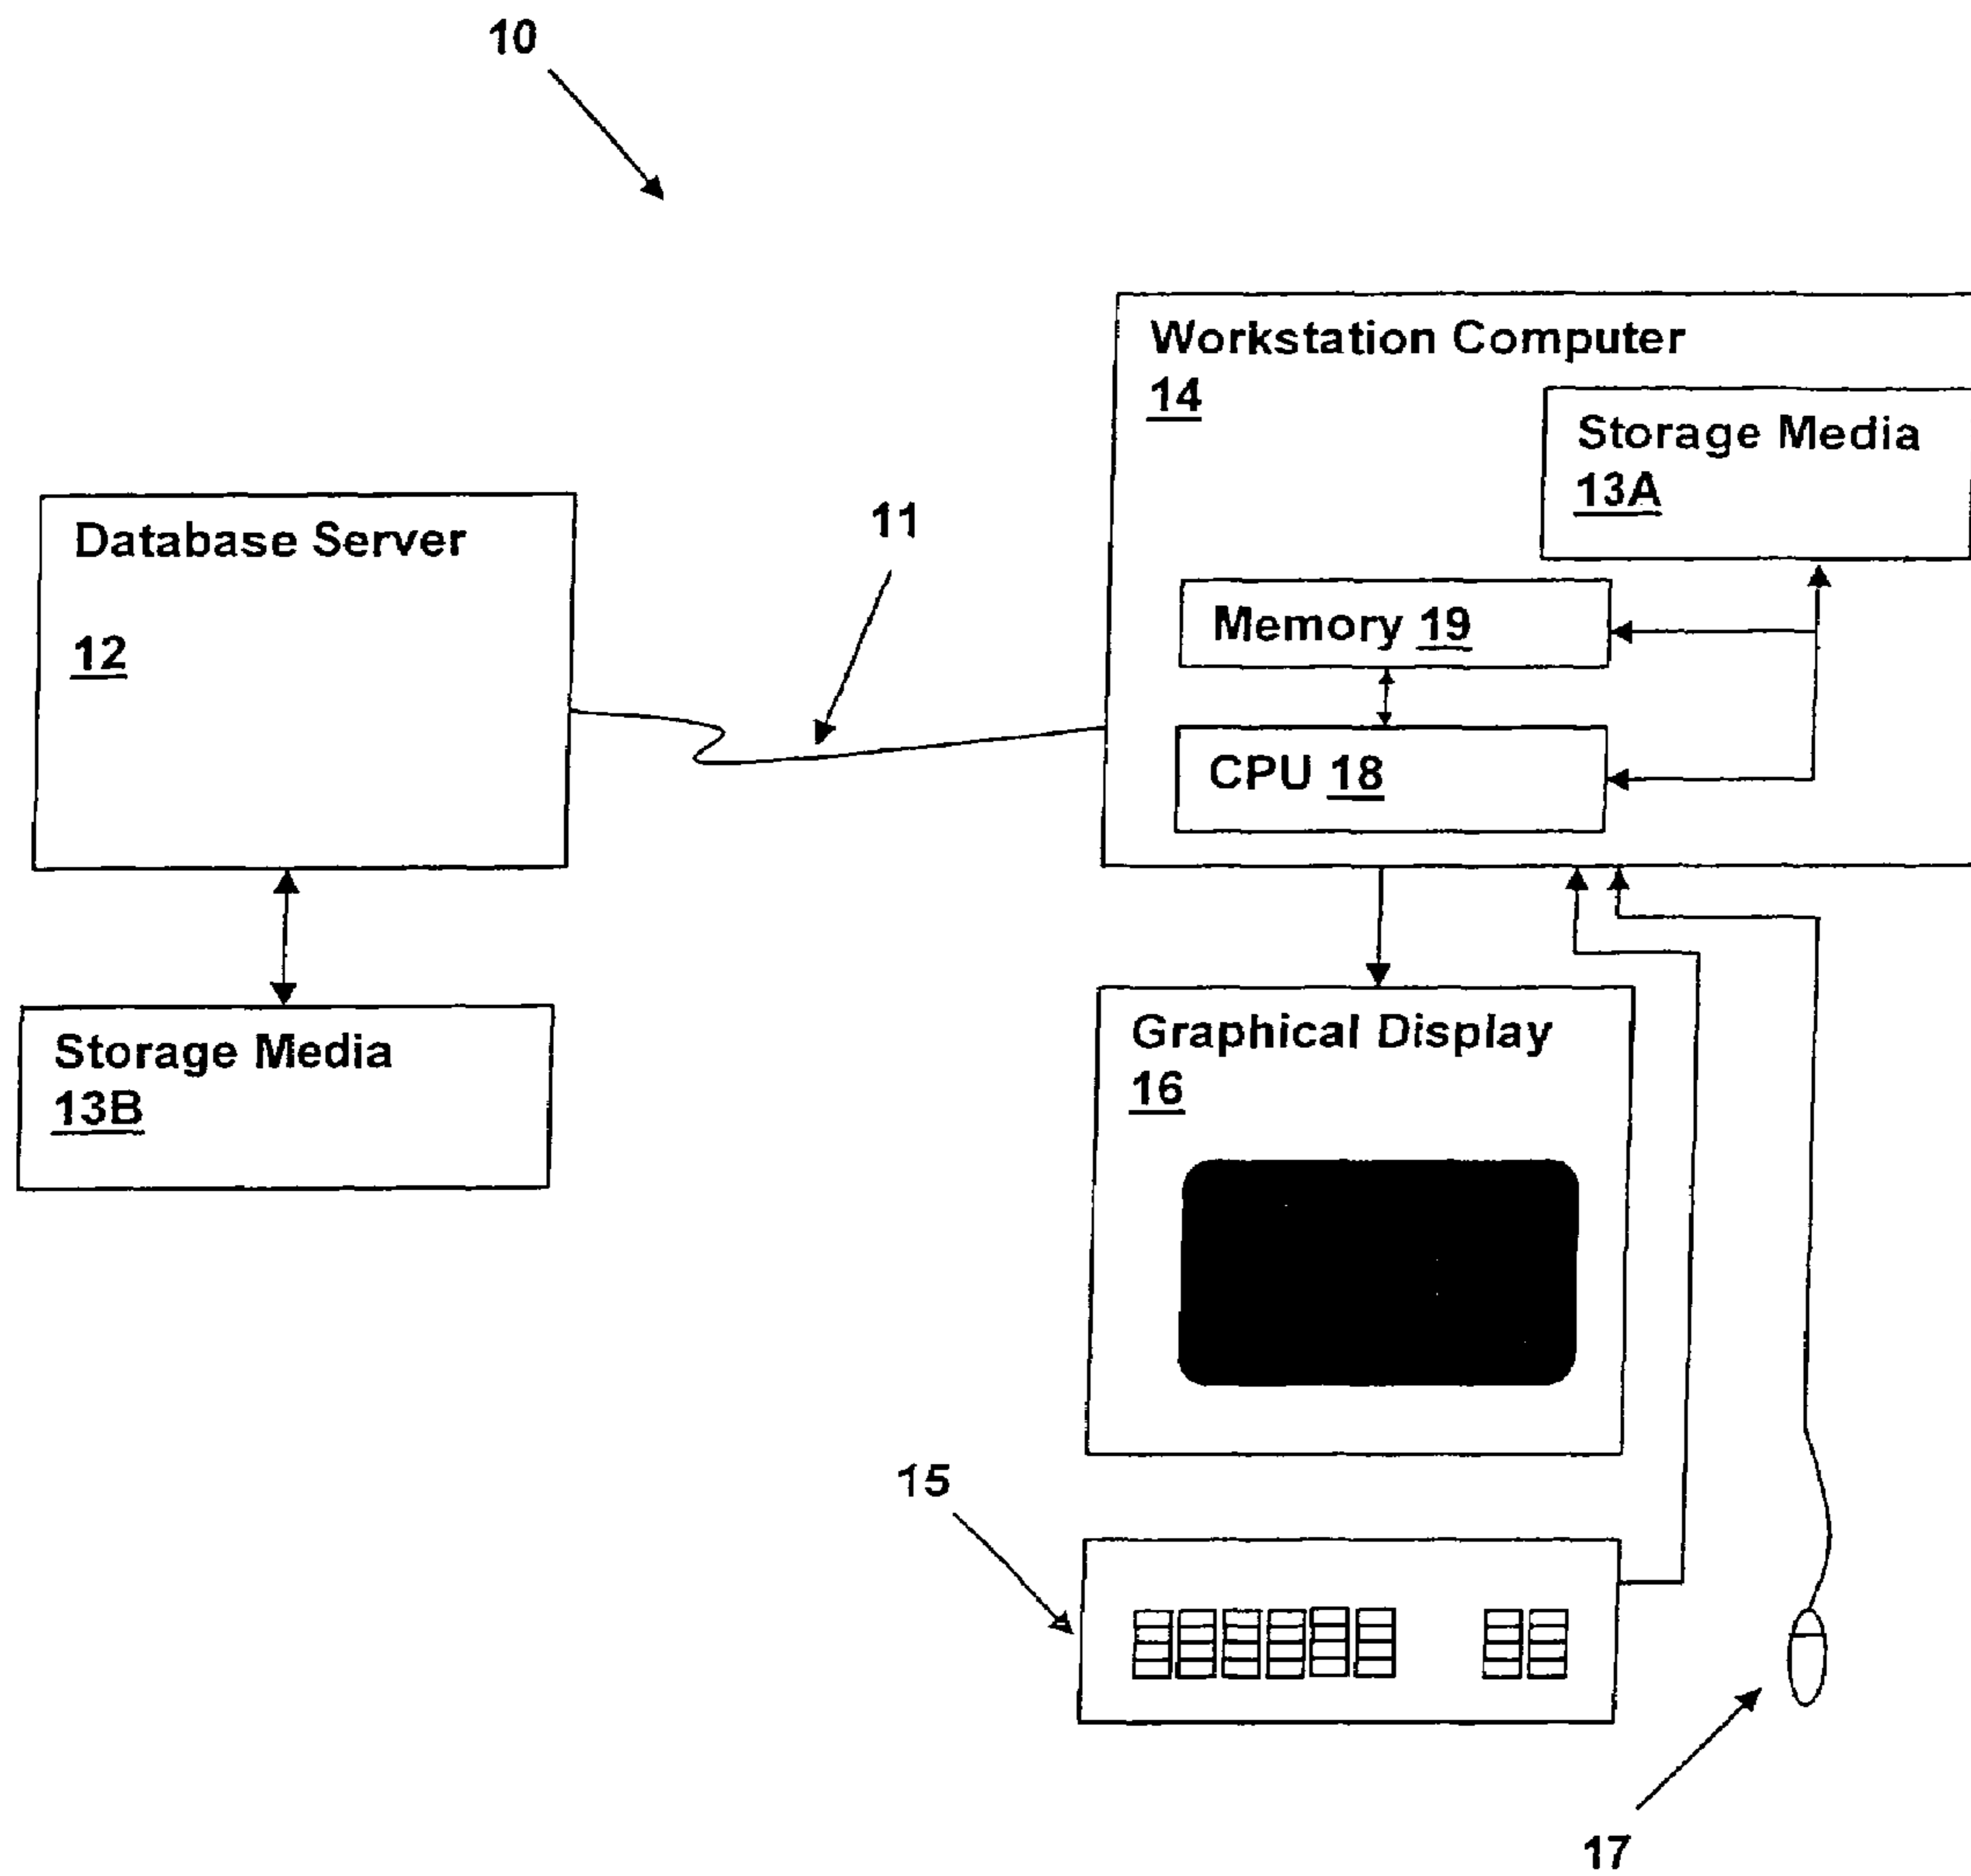 10
Workstation Computer
14
Storage Media
13A
Database Server
12
11
Memory 19
CPU 18
Storage Media
13B
Graphical Display
16
15
17